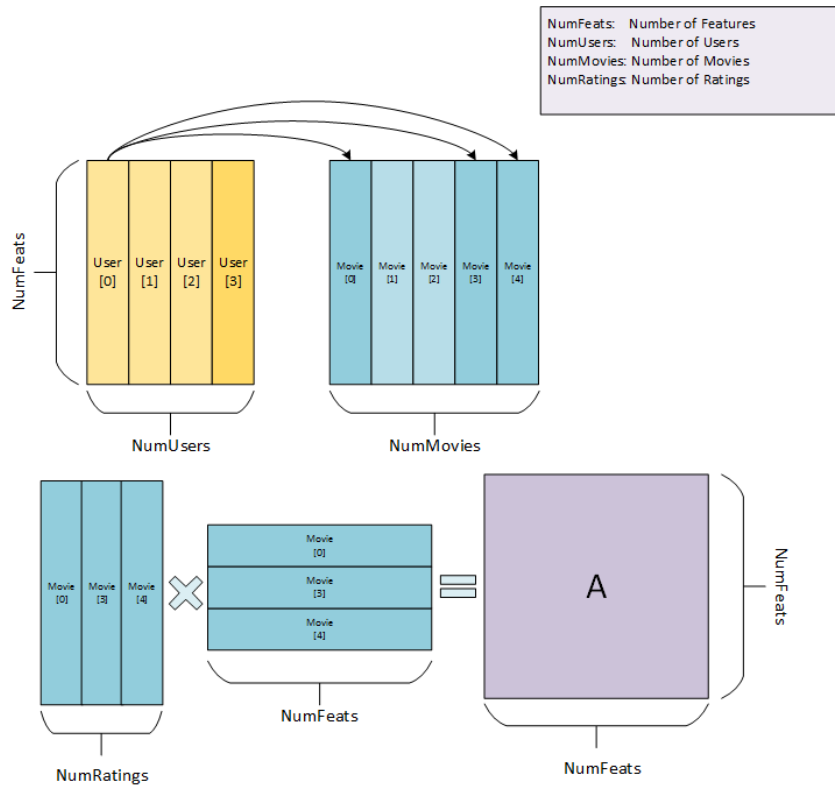 NumFeats: Number of Features
NumUsers: Number of Users
NumMovies: Number of Movies
NumRatings: Number of Ratings
NumFeats
User
[0]
User
[1]
User
[2]
User
[3]
Movie
[0]
Movie
[1]
Movie
[2]
Movie
[3]
Movie
[4]
NumUsers
NumMovies
Movie
[0]
Movie
[3]
Movie
[4]
Movie
[0]
Movie
[3]
Movie
[4]
A
NumFeats
NumFeats
NumRatings
NumFeats